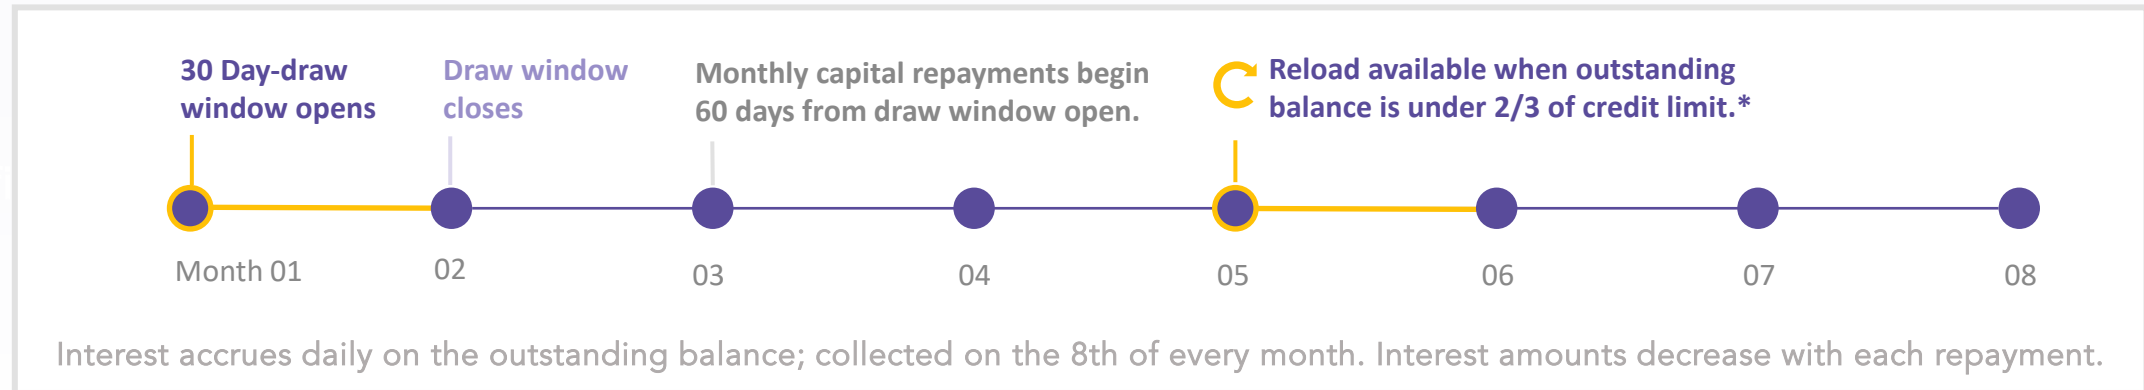 30 Day-draw
window opens
Draw window
closes
Monthly capital repayments begin
60 days from draw window open.
Reload available when outstanding
balance is under 2/3 of credit limit.*
Month 01
02
03
04
05
06
07
08
Interest accrues daily on the outstanding balance; collected on the 8th of every month. Interest amounts decrease with each repayment.